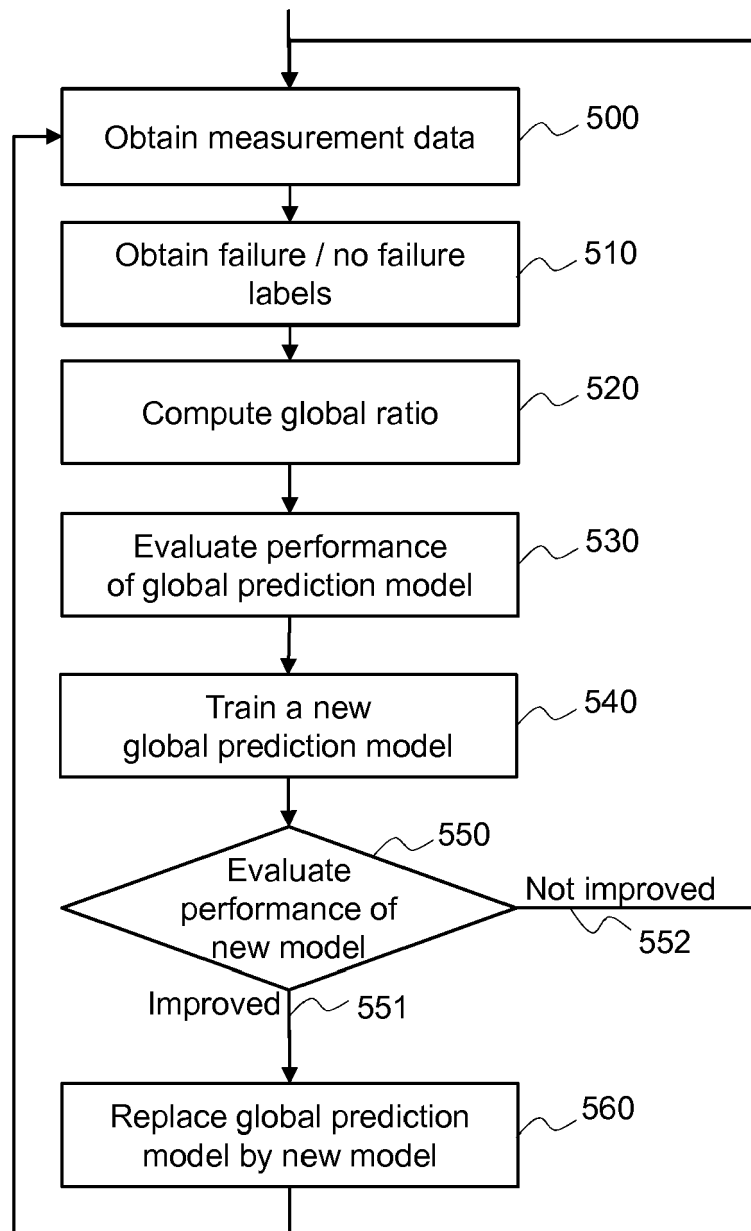 Obtain measurement data
500
Obtain failure / no failure
labels
510
Compute global ratio
520
Evaluate performance
of global prediction model
530
Train a new
global prediction model
540
550
Evaluate
performance of
new model
Not improved
552
Improved
551
Replace global prediction
model by new model
560